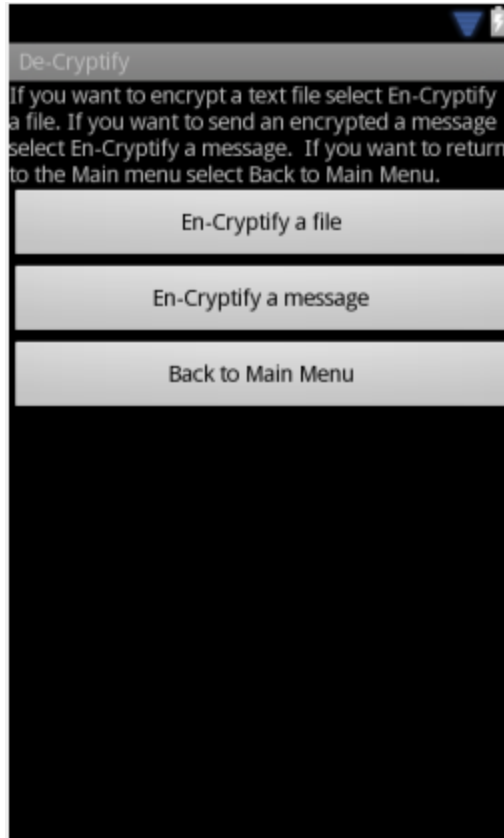 De-Cryptify
If you want to encrypt a text file select En-Cryptify
a file. If you want to send an encrypted a message
select En-Cryptify a message.  If you want to return
to the Main menu select Back to Main Menu.
En-Cryptify a file
En-Cryptify a message
Back to Main Menu